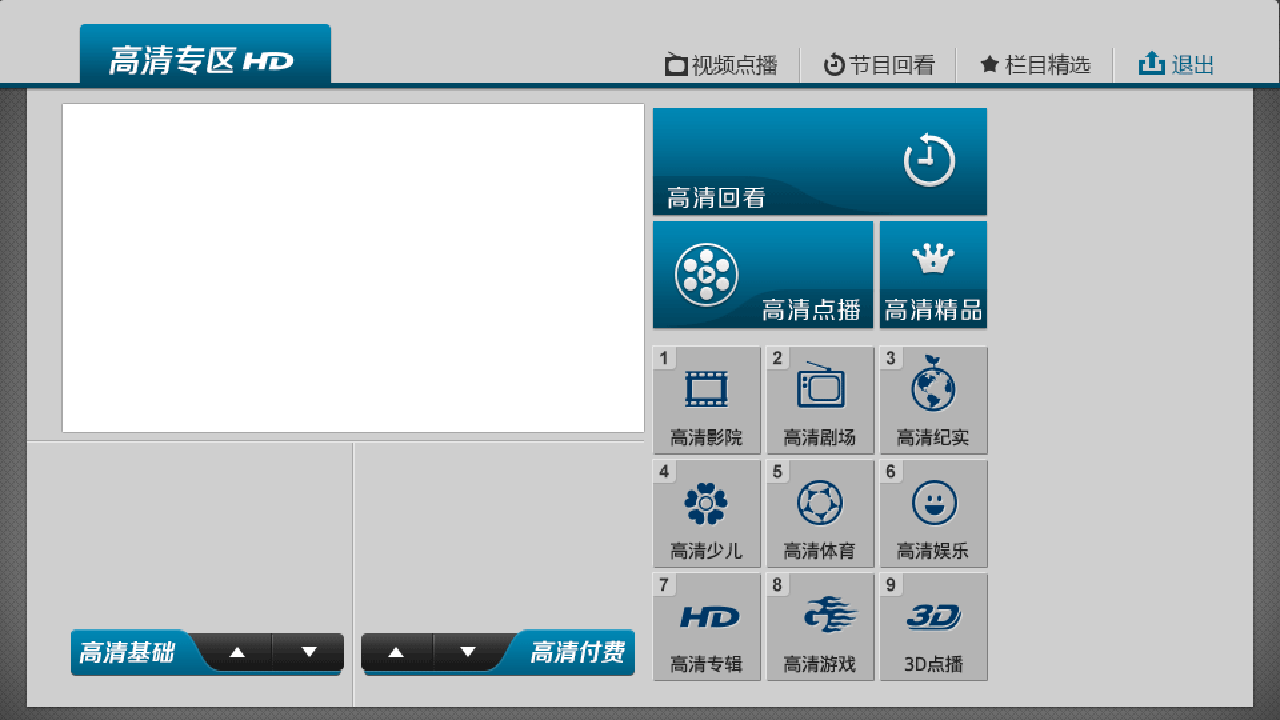 高清专区 HD
视频点播
节目回看
栏目精选
退出
高清回看
高清点播
高清精品
1
高清影院
2
高清剧场
3
高清纪实
4
高清少儿
5
高清体育
6
高清娱乐
7
HD
高清专辑
8
高清游戏
9
3D
3D点播
高清基础
高清付费